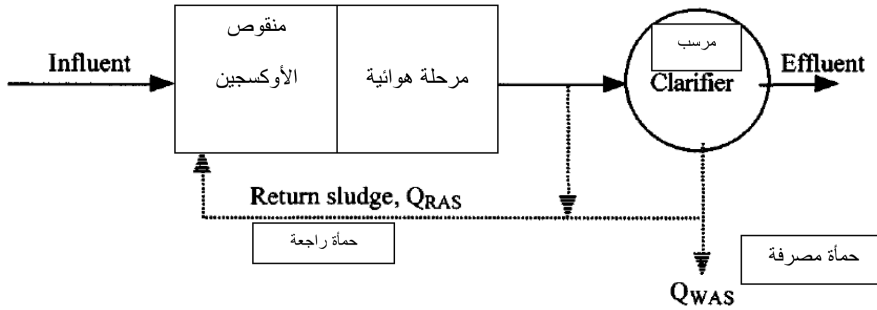 منقوص
الأوكسجين
مرحلة هوائية
مرسب
Influent
Clarifier
Effluent
Return sludge, QRAS
حمأة راجعة
حمأة مصرفة
QWAS